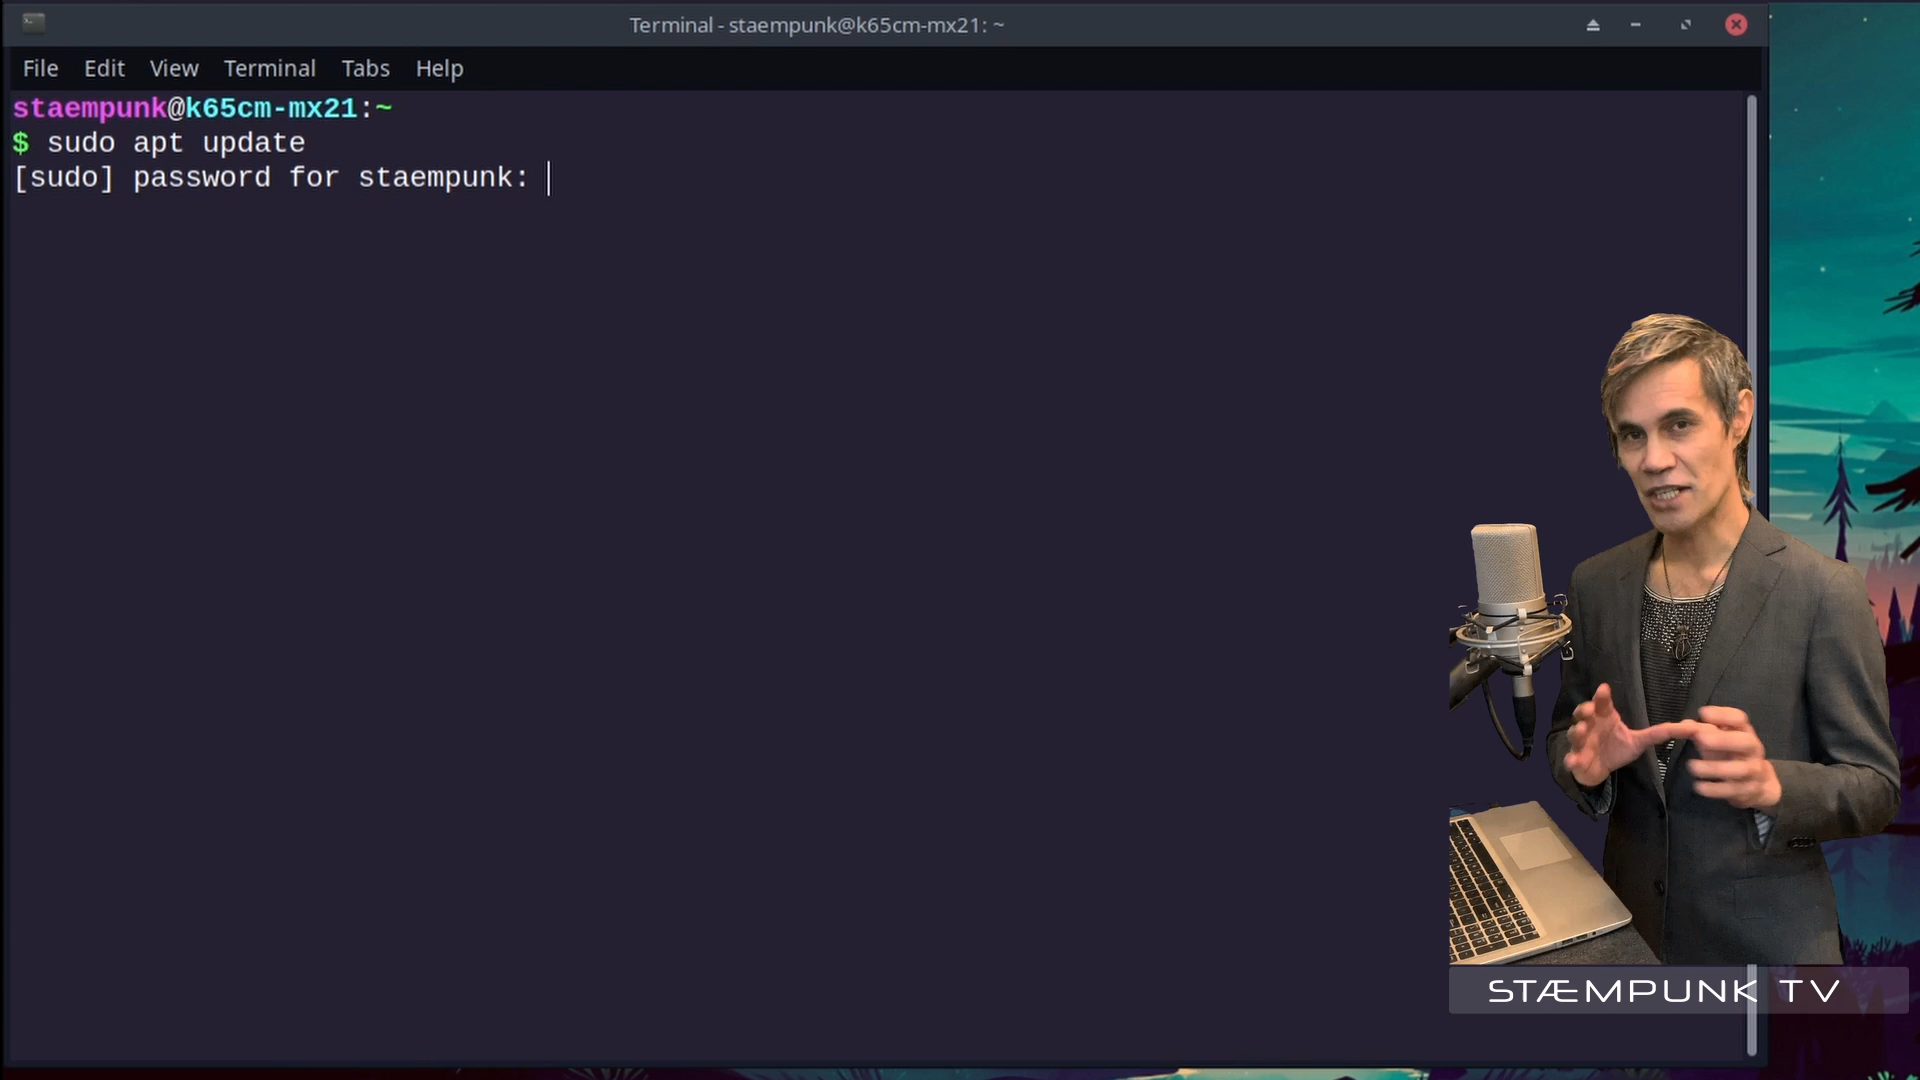 Terminal - staempunk@k65cm-mx21: ~
File Edit View Terminal Tabs Help
staempunk@k65cm-mx21:~
$ sudo apt update
[sudo] password for staempunk:
STÆMPUNK TV